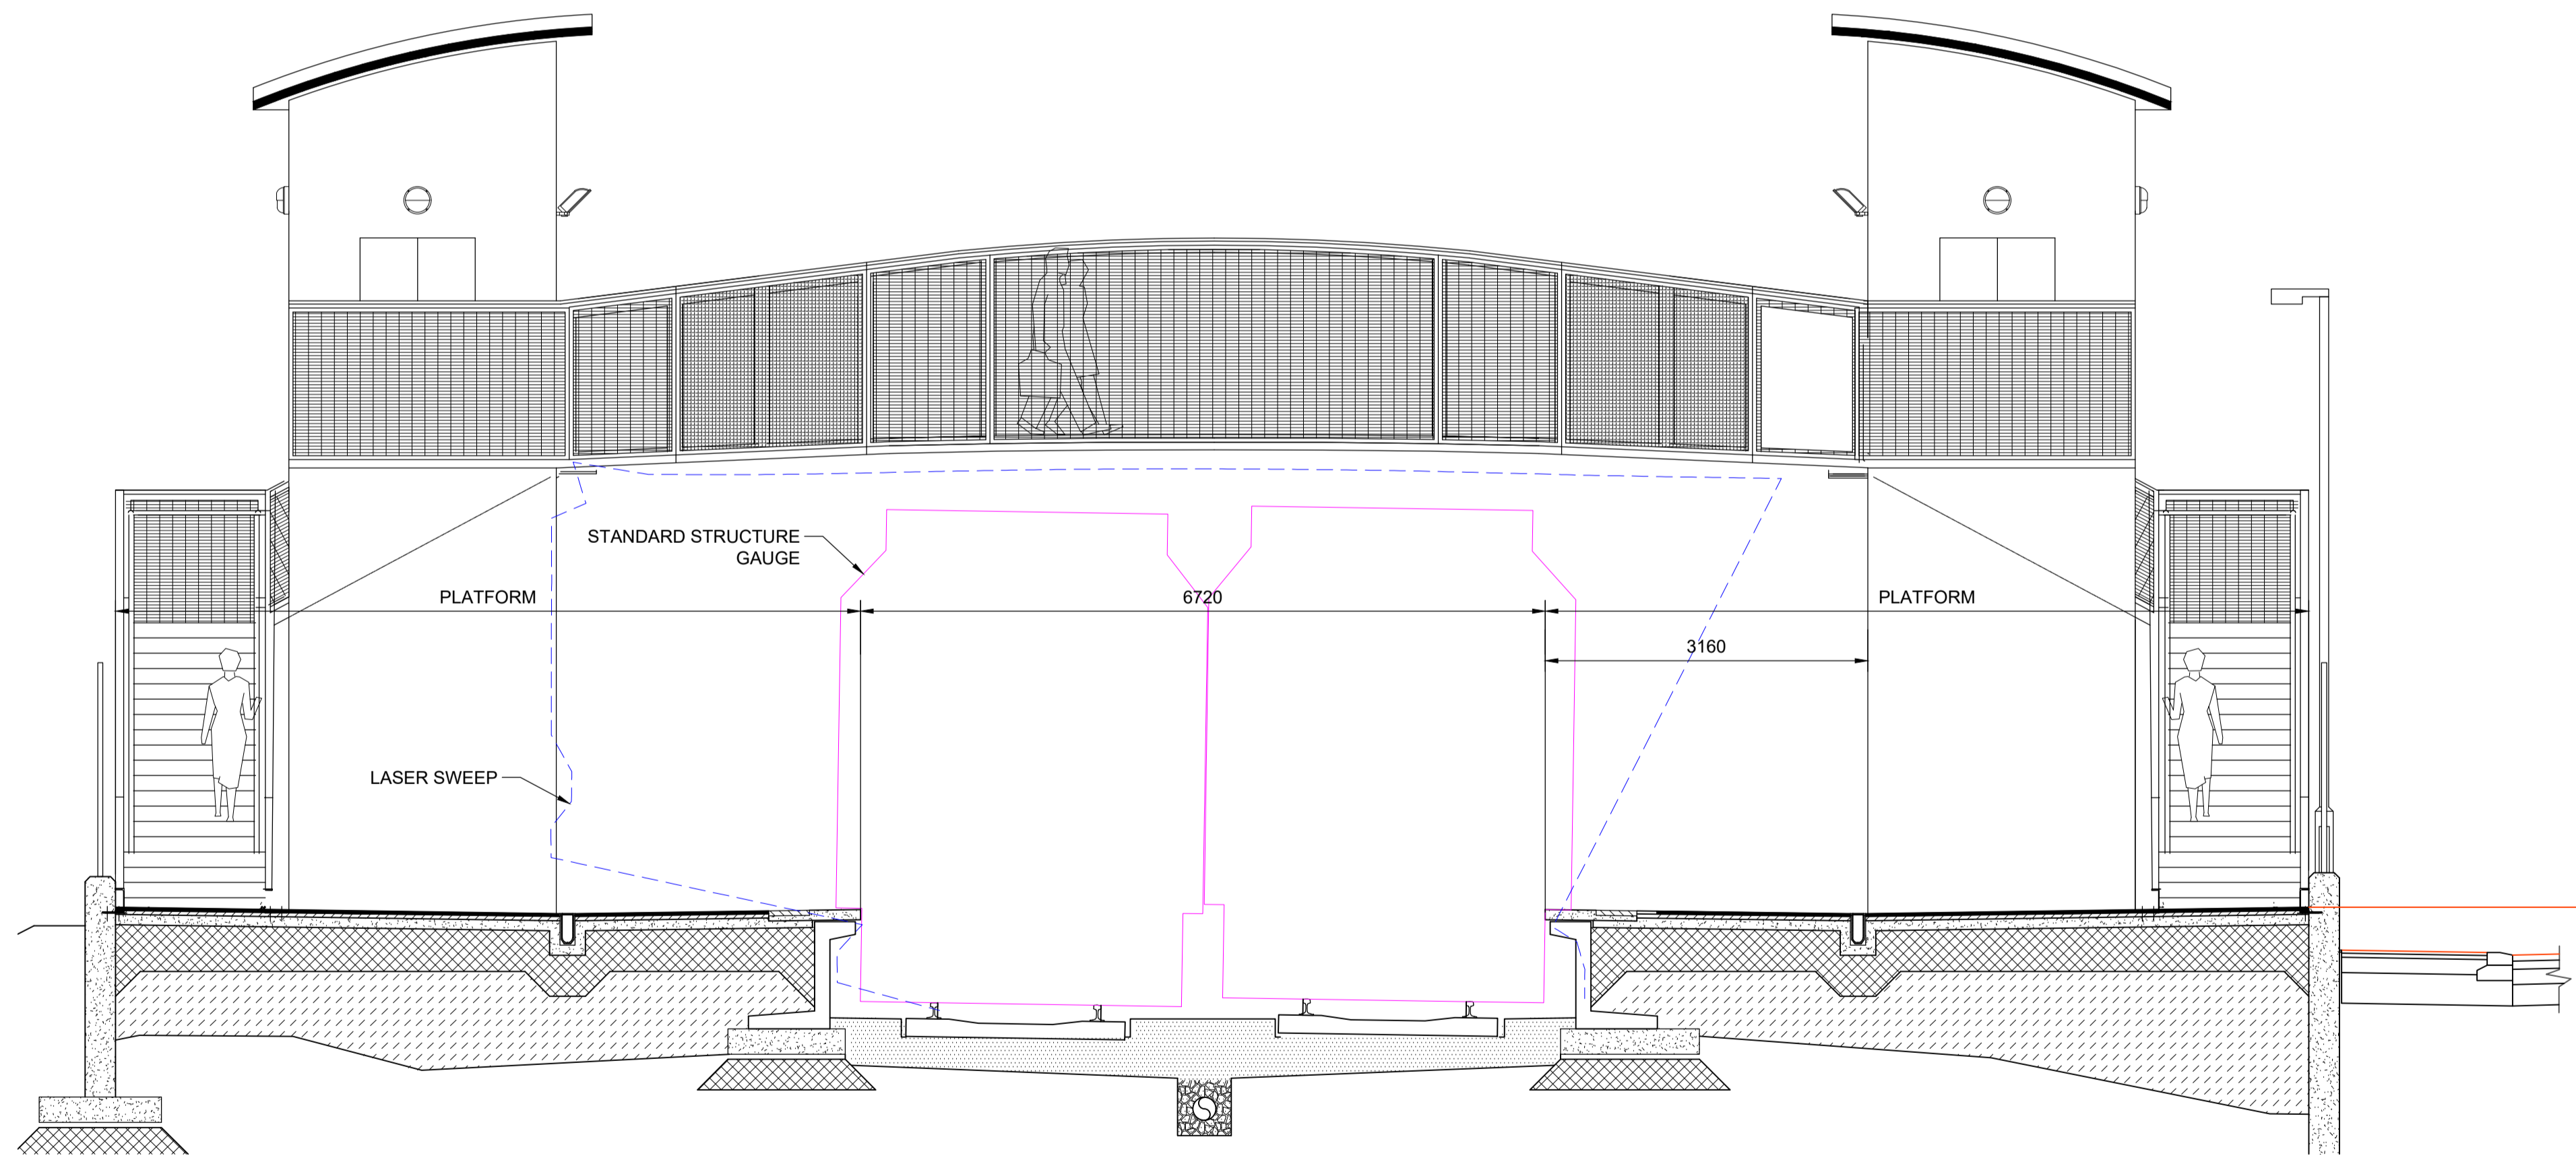 STANDARD STRUCTURE
GAUGE
PLATFORM
6720
PLATFORM
3160
LASER SWEEP